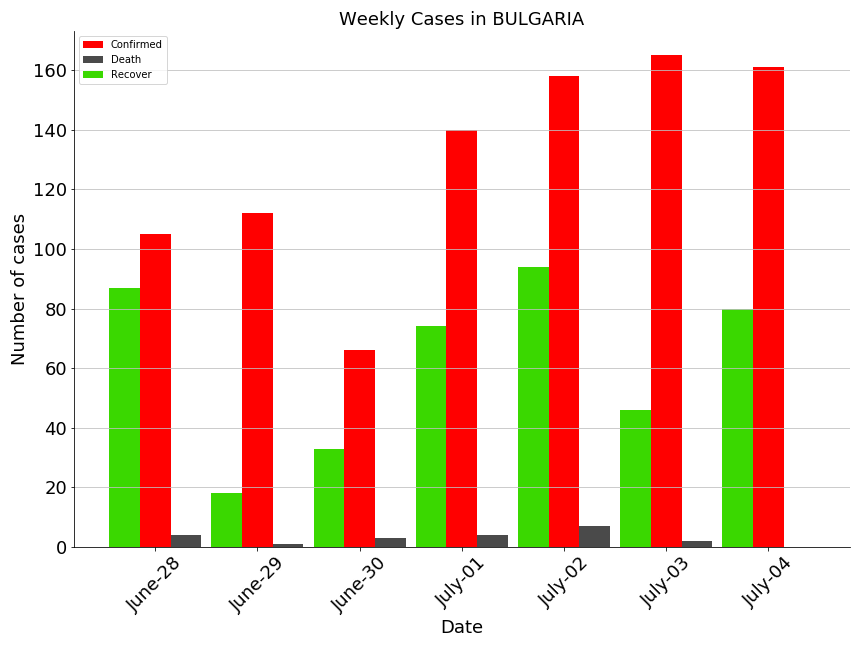 Weekly Cases in BULGARIA
Confirmed
Death
Recover
Number of cases
160
140
120
100
80
60
40
20
0
June-28
June-29
June-30
July-01
July-02
July-03
July-04
Date